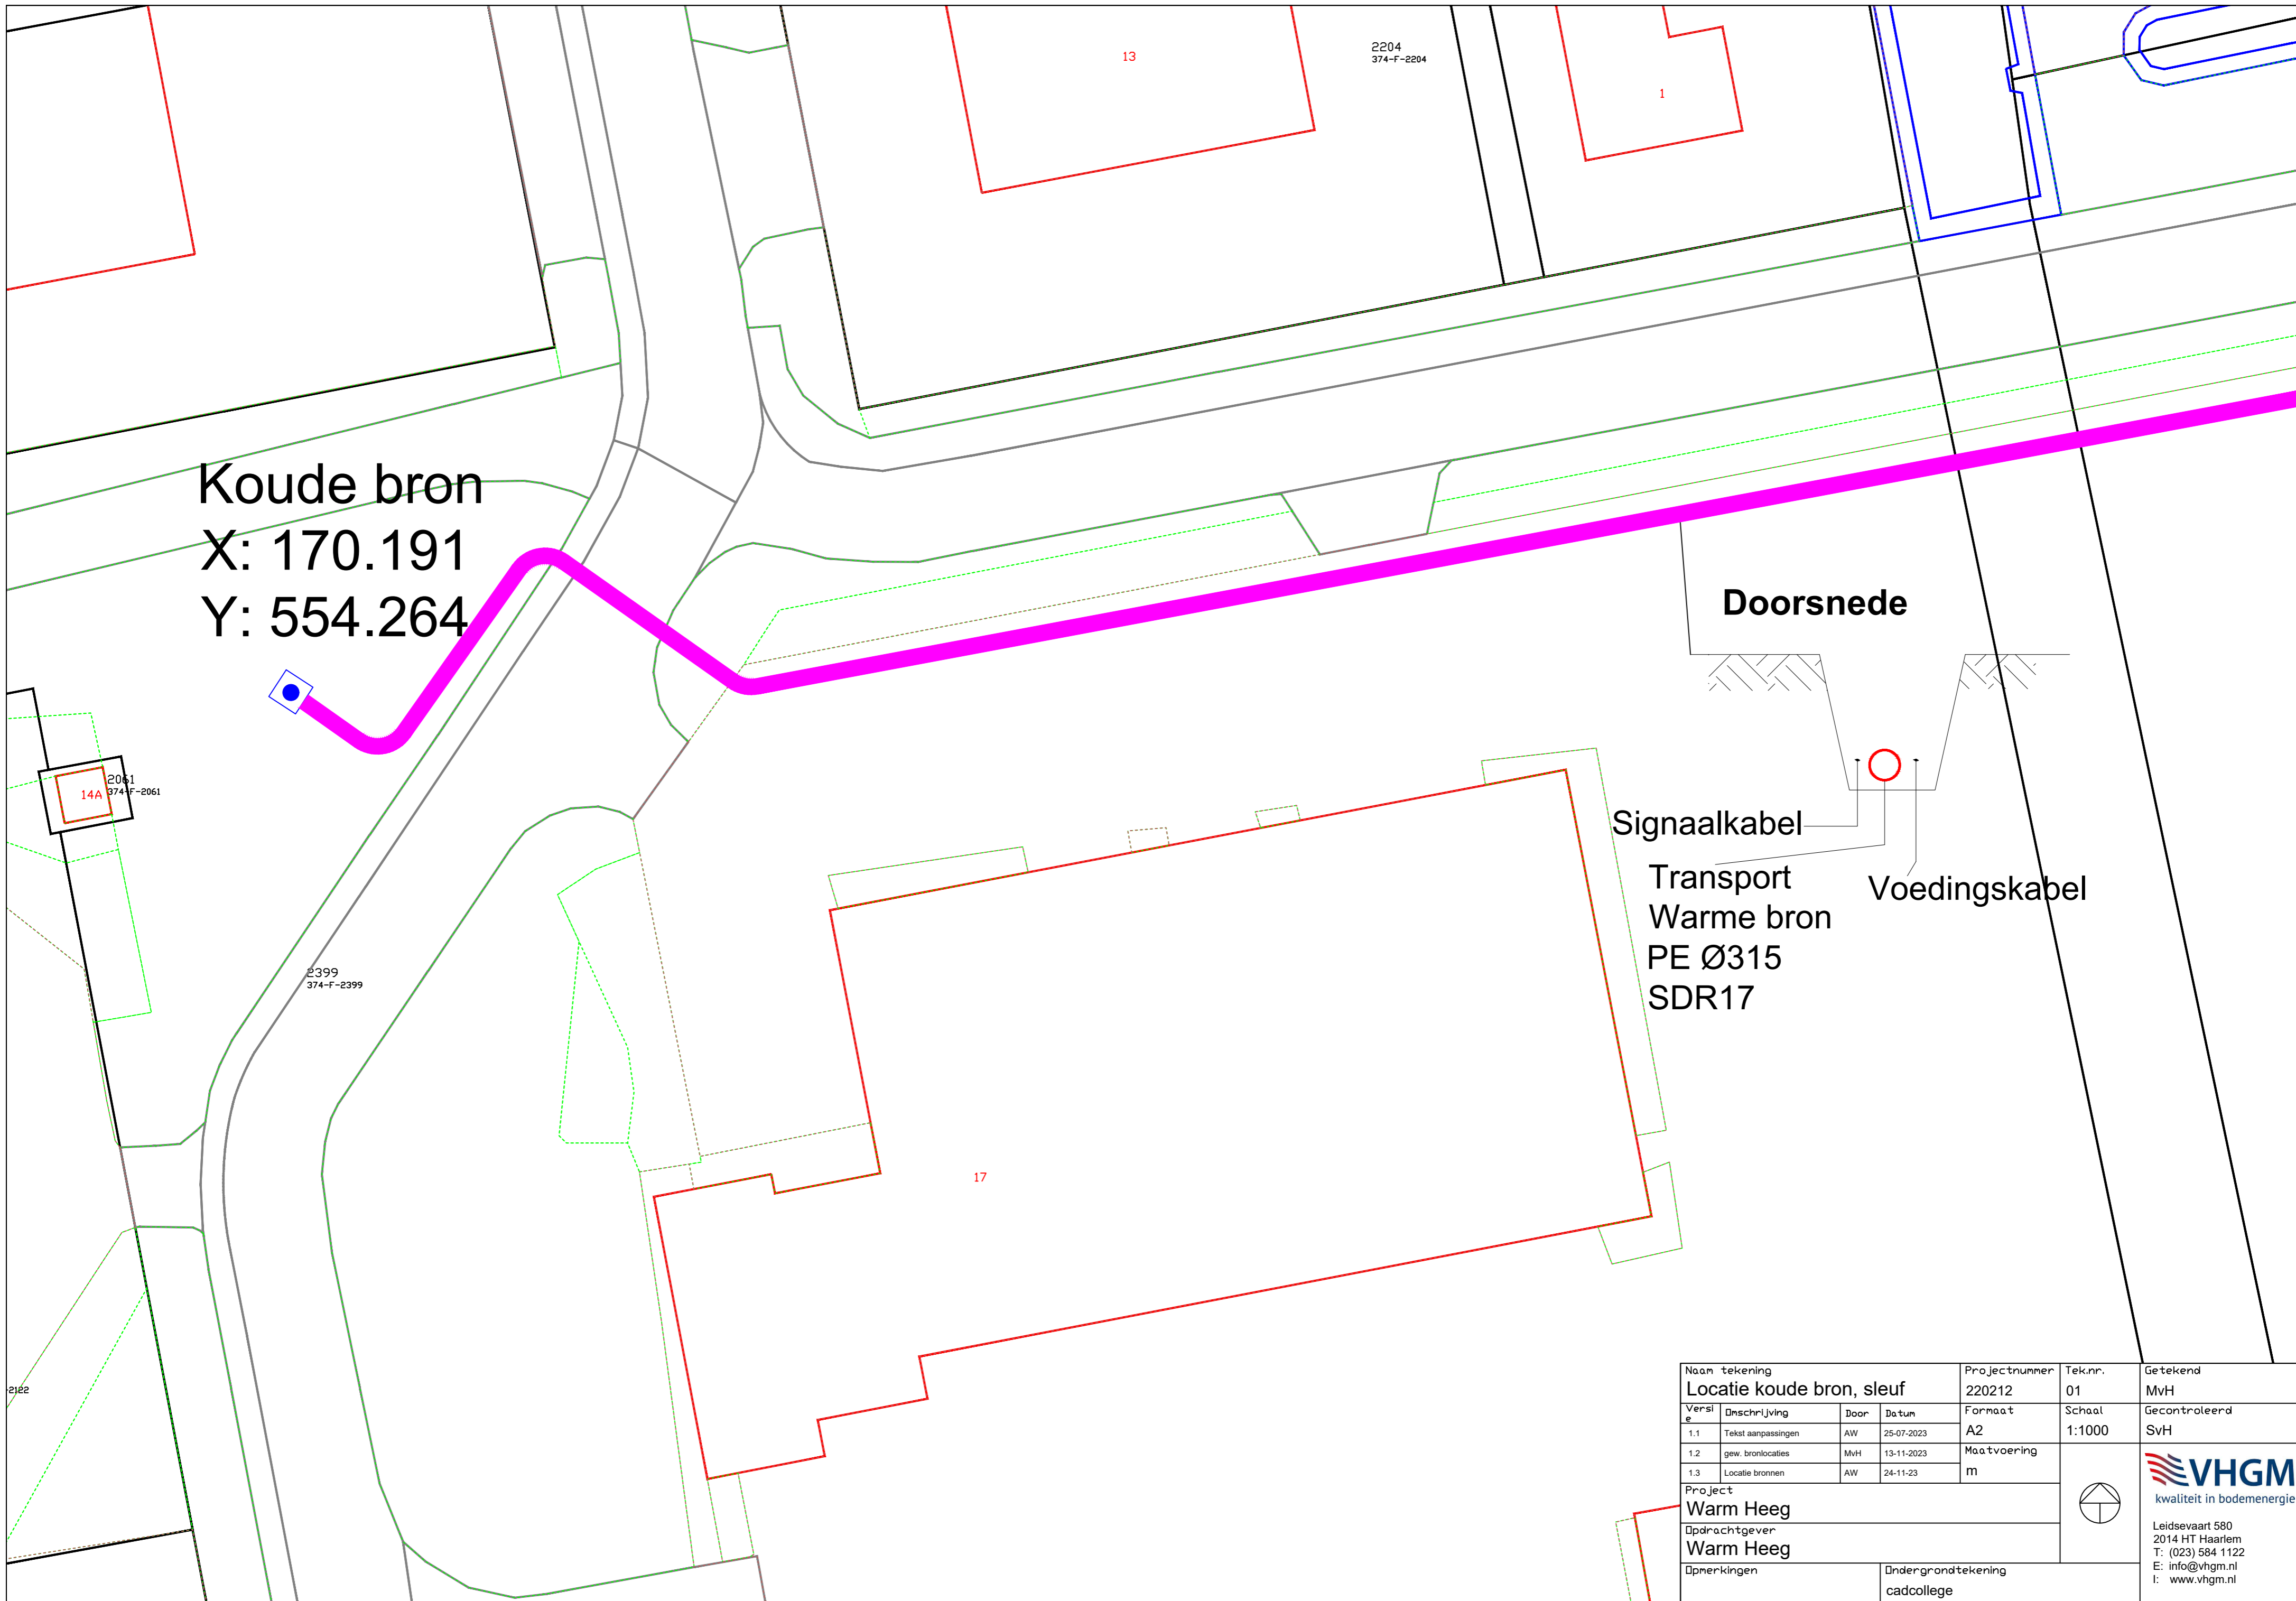 13
2204
374-F-2204
1
Koude bron
X: 170.191
Y: 554.264
Doorsnede
2061
374-F-2061
14A
Signaalkabel
Transport
Warme bron
PE Ø315
SDR17
Voedingskabel
2399
374-F-2399
17
-2122
Naam tekening
Locatie koude bron, sleuf
Projectnummer
220212
Tek.nr.
01
Getekend
MvH
Versie
Omschrijving
Door
Datum
Formaat
A2
Schaal
1:1000
Gecontroleerd
SvH
1.1 Tekst aanpassingen AW 25-07-2023
1.2 gew. bronlocaties MvH 13-11-2023
1.3 Locatie bronnen AW 24-11-23
Maatvoering
m
Project
Warm Heeg
Opdrachtgever
Warm Heeg
Opmerkingen
Ondergrondtekening
cadcollege
VHGM
kwaliteit in bodemenergie
Leidsevaart 580
2014 HT Haarlem
T: (023) 584 1122
E: info@vhgm.nl
I: www.vhgm.nl